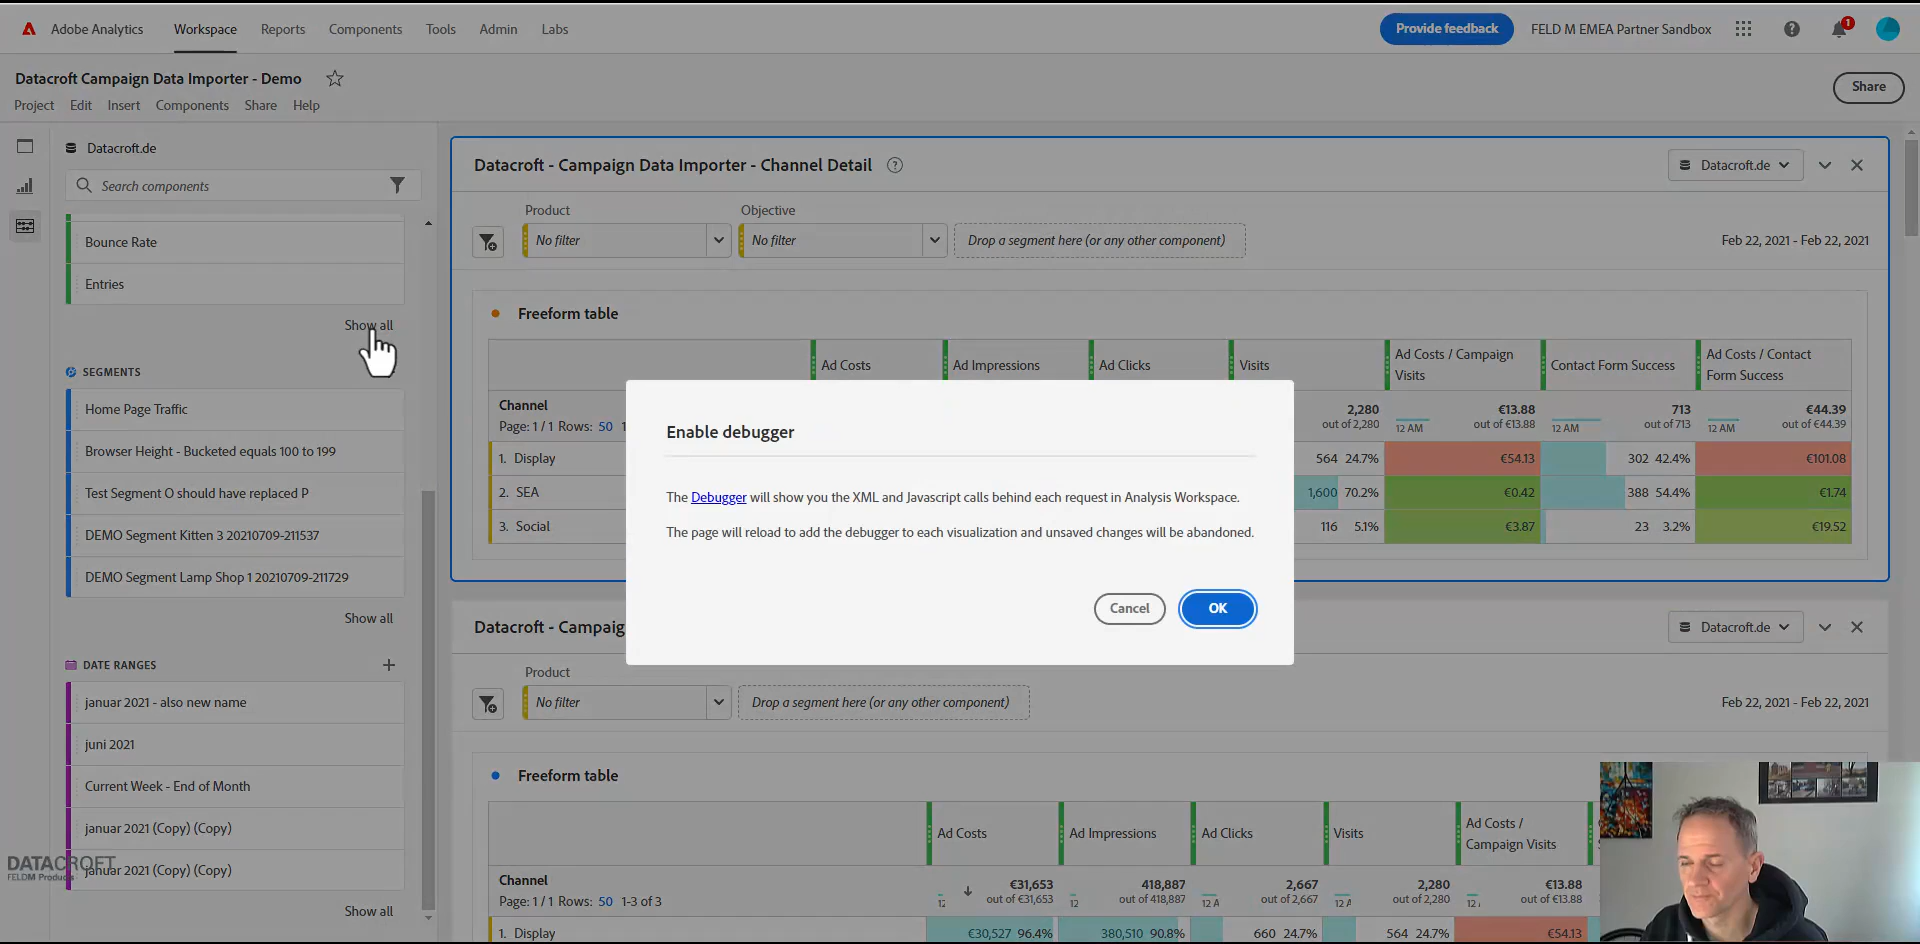 Adobe Analytics
Workspace
Reports
Components
Tools
Admin
Labs
Provide feedback
FELD M EMEA Partner Sandbox
1
Datacroft Campaign Data Importer - Demo
Project
Edit
Insert
Components
Share
Help
Share
Datacroft.de
Search components
Bounce Rate
Entries
Show all
SEGMENTS
Home Page Traffic
Browser Height - Bucketed equals 100 to 199
Test Segment O should have replaced P
DEMO Segment Kitten 3 20210709-211537
DEMO Segment Lamp Shop 1 20210709-211729
Show all
DATE RANGES
januar 2021 - also new name
juni 2021
Current Week - End of Month
januar 2021 (Copy) (Copy)
januar 2021 (Copy) (Copy)
Show all
DATACROFT
FELDM Products
Datacroft - Campaign Data Importer - Channel Detail
Datacroft.de
Product
Objective
No filter
No filter
Drop a segment here (or any other component)
Feb 22, 2021 - Feb 22, 2021
Freeform table
Ad Costs
Ad Impressions
Ad Clicks
Visits
Ad Costs / Campaign
Visits
Contact Form Success
Ad Costs / Contact
Form Success
Channel
Page: 1 / 1 Rows: 50 1
2,280
out of 2,280
12 AM
€13.88
out of €13.88
12 AM
713
out of 713
12 AM
€44.39
out of €44.39
1. Display
564 24.7%
€54.13
302 42.4%
€101.08
2. SEA
1,600 70.2%
€0.42
388 54.4%
€1.74
3. Social
116 5.1%
€3.87
23 3.2%
€19.52
Enable debugger
The Debugger will show you the XML and Javascript calls behind each request in Analysis Workspace.
The page will reload to add the debugger to each visualization and unsaved changes will be abandoned.
Cancel
OK
Datacroft - Campaig
Datacroft.de
Product
No filter
Drop a segment here (or any other component)
Feb 22, 2021 - Feb 22, 2021
Freeform table
Ad Costs
Ad Impressions
Ad Clicks
Visits
Ad Costs /
Campaign Visits
Channel
Page: 1 / 1 Rows: 50 1-3 of 3
12
€31,653
out of €31,653
12
418,887
out of 418,887
12 A
2,667
out of 2,667
12 A
2,280
out of 2,280
12
€13.88
out of €13.88
1. Display
€30,527 96.4%
380,510 90.8%
660 24.7%
564 24.7%
€54.13